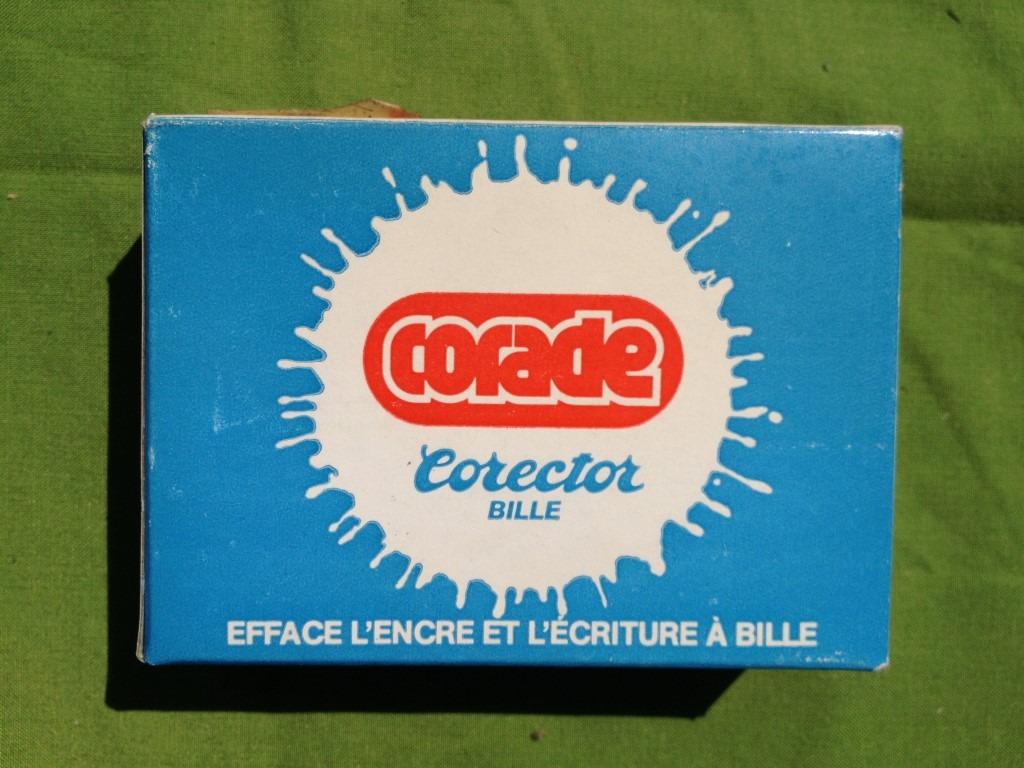 corade
Corector
BILLE
EFFACE L'ENCRE ET L'ÉCRITURE À BILLE